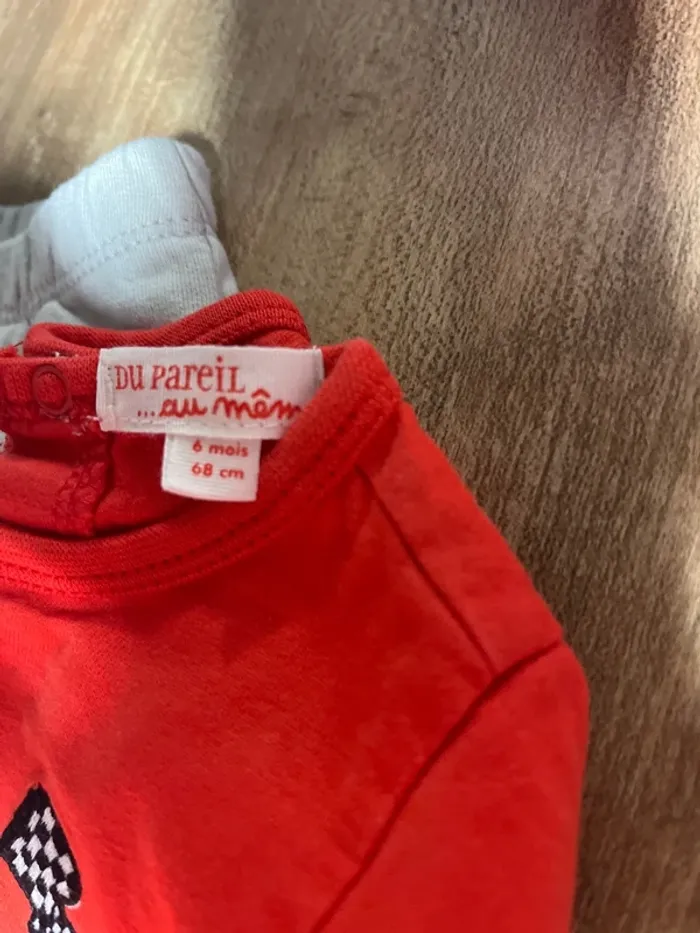 DU PAREIL
...au mêm
6 mois
68 cm